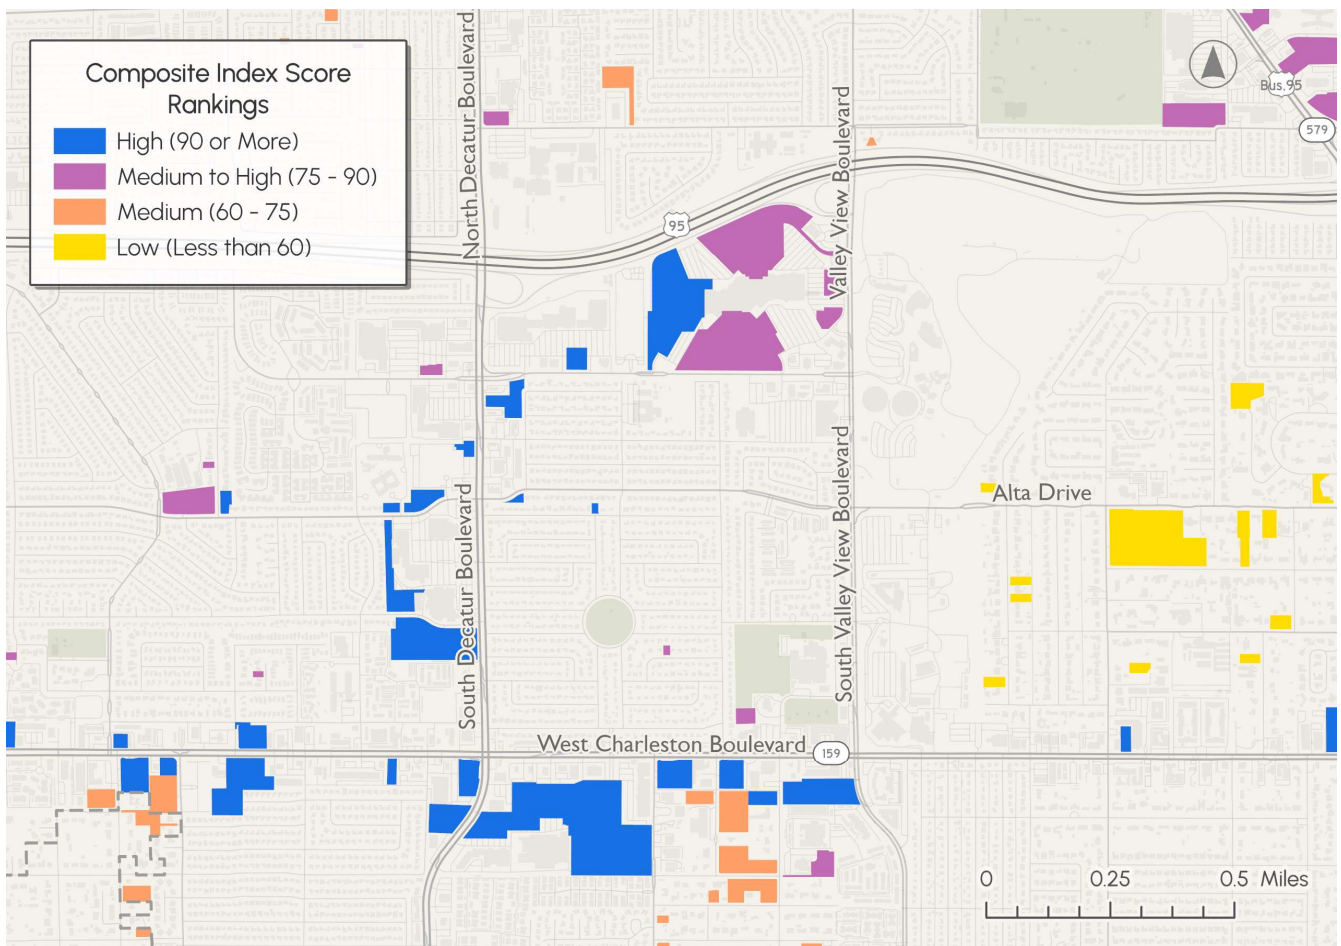 Composite Index Score
Rankings
High (90 or More)
Medium to High (75 - 90)
Medium (60 - 75)
Low (Less than 60)
North Decatur Boulevard
Valley View Boulevard
Bus.95
579
95
South Decatur Boulevard
South Valley View Boulevard
Alta Drive
West Charleston Boulevard
159
0 0.25 0.5 Miles